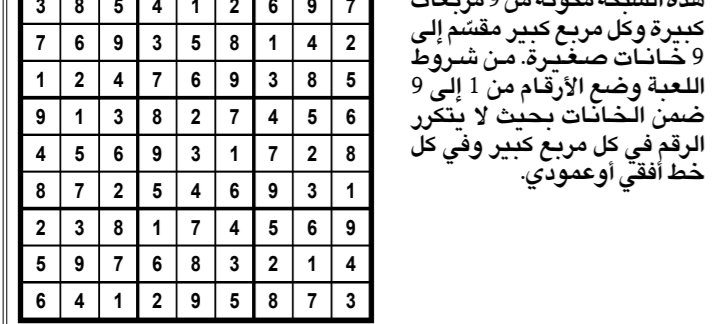 هذه الشبكة مكونة من 9 مربعات
كبيرة وكل مربع كبير مقسّم إلى
9 خانات صغيرة. من شروط
اللعبة وضع الأرقام من 1 إلى 9
ضمن الخانات بحيث لا يتكرر
الرقم في كل مربع كبير وفي كل
خط أفقي أوعمودي.
3 8 5 4 1 2 6 9 7
7 6 9 3 5 8 1 4 2
1 2 4 7 6 9 3 8 5
9 1 3 8 2 7 4 5 6
4 5 6 9 3 1 7 2 8
8 7 2 5 4 6 9 3 1
2 3 8 1 7 4 5 6 9
5 9 7 6 8 3 2 1 4
6 4 1 2 9 5 8 7 3